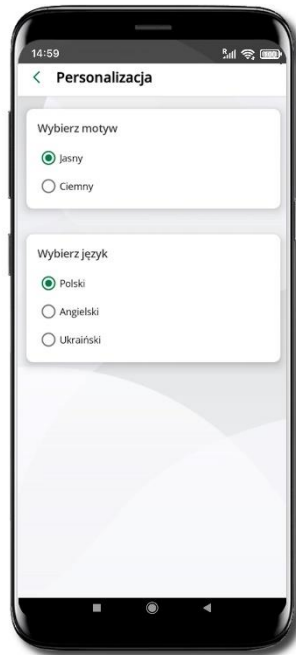 14:59
Personalizacja
Wybierz motyw
Jasny
Ciemny
Wybierz język
Polski
Angielski
Ukraiński